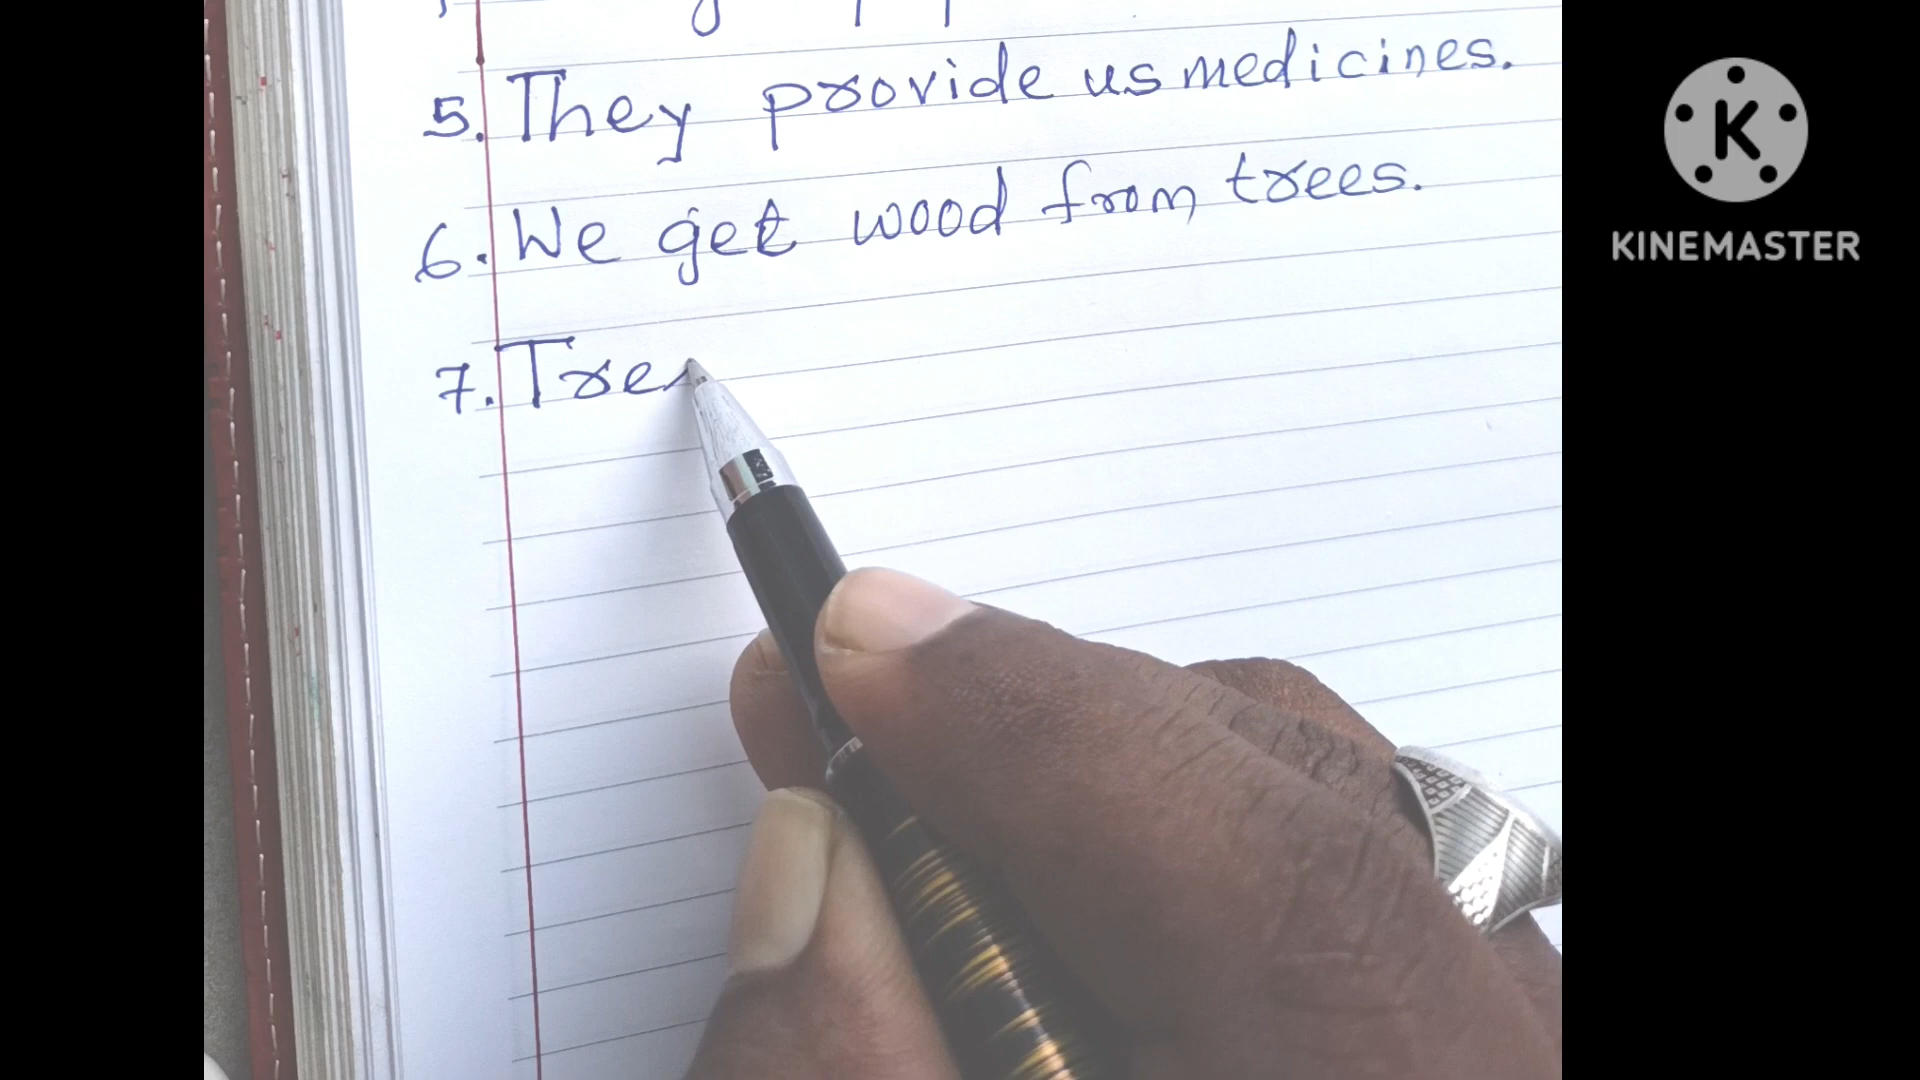 5. They provide us medicines.
6. We get wood from trees.
7. Tre
K
KINEMASTER